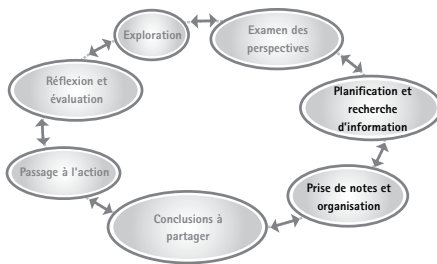 Exploration
Examen des
perspectives
Planification et
recherche
d'information
Prise de notes et
organisation
Conclusions à
partager
Passage à l'action
Réflexion et
évaluation